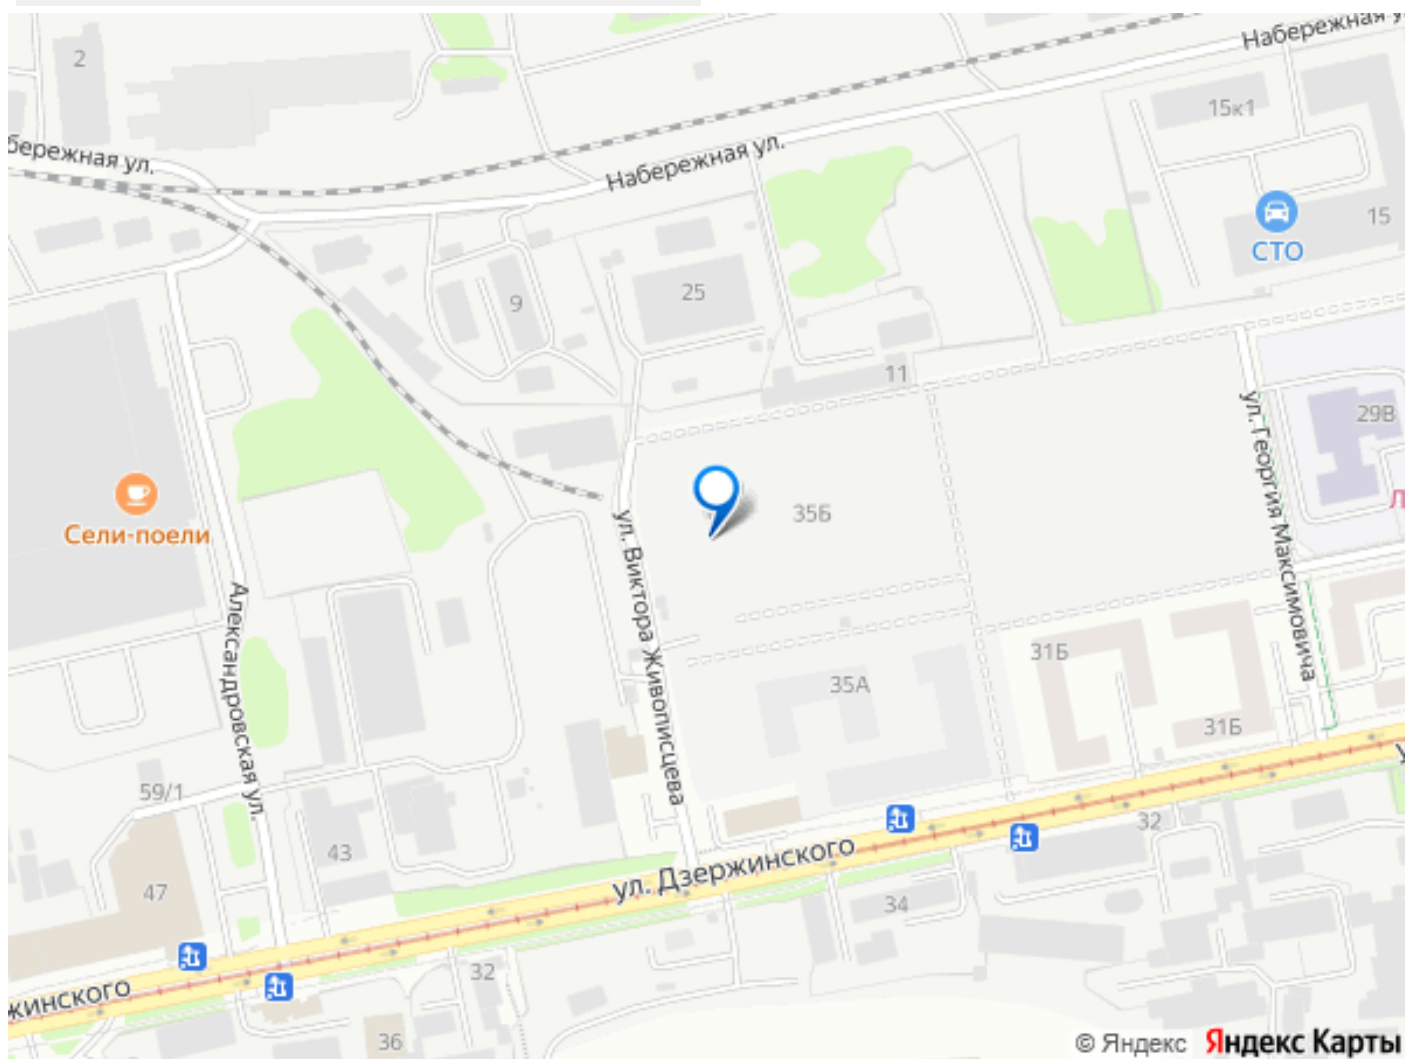 Набережная
2
15к1
бережная ул.
Набережная ул.
15
СТО
25
9
11
ул. Георгия Максимовича
29В
Л
Сели-поели
35Б
ул. Виктора Живописцева
Александровская ул.
31Б
35А
31Б
59/1
43
32
ул. Дзержинского
47
34
32
жинского
36
© Яндекс Яндекс Карты